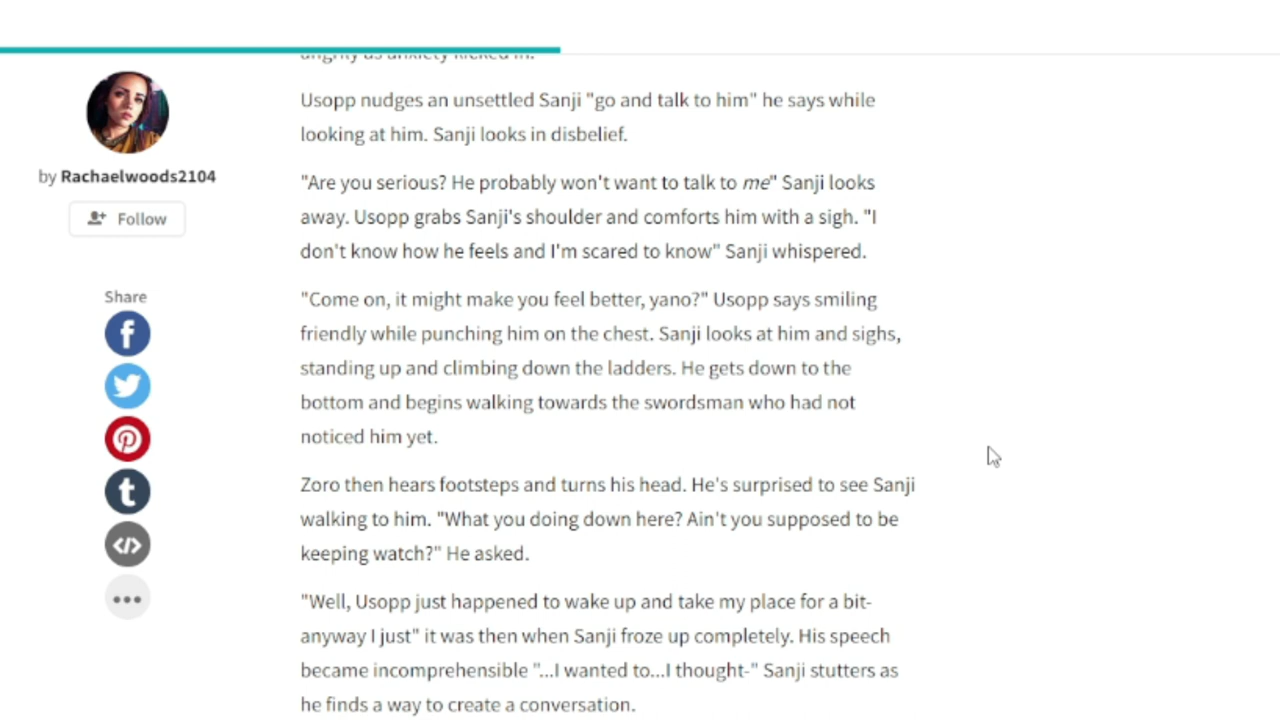 angrily as anxiety kicked in.
Usopp nudges an unsettled Sanji "go and talk to him" he says while
looking at him. Sanji looks in disbelief.
by Rachaelwoods2104
"Are you serious? He probably won't want to talk to me" Sanji looks
away. Usopp grabs Sanji's shoulder and comforts him with a sigh. "I
Follow
don't know how he feels and I'm scared to know" Sanji whispered.
Share
"Come on, it might make you feel better, yano?" Usopp says smiling
friendly while punching him on the chest. Sanji looks at him and sighs,
standing up and climbing down the ladders. He gets down to the
bottom and begins walking towards the swordsman who had not
noticed him yet.
Zoro then hears footsteps and turns his head. He's surprised to see Sanji
walking to him. "What you doing down here? Ain't you supposed to be
keeping watch?" He asked.
"Well, Usopp just happened to wake up and take my place for a bit-
anyway I just" it was then when Sanji froze up completely. His speech
became incomprehensible "...I wanted to...I thought-" Sanji stutters as
he finds a way to create a conversation.